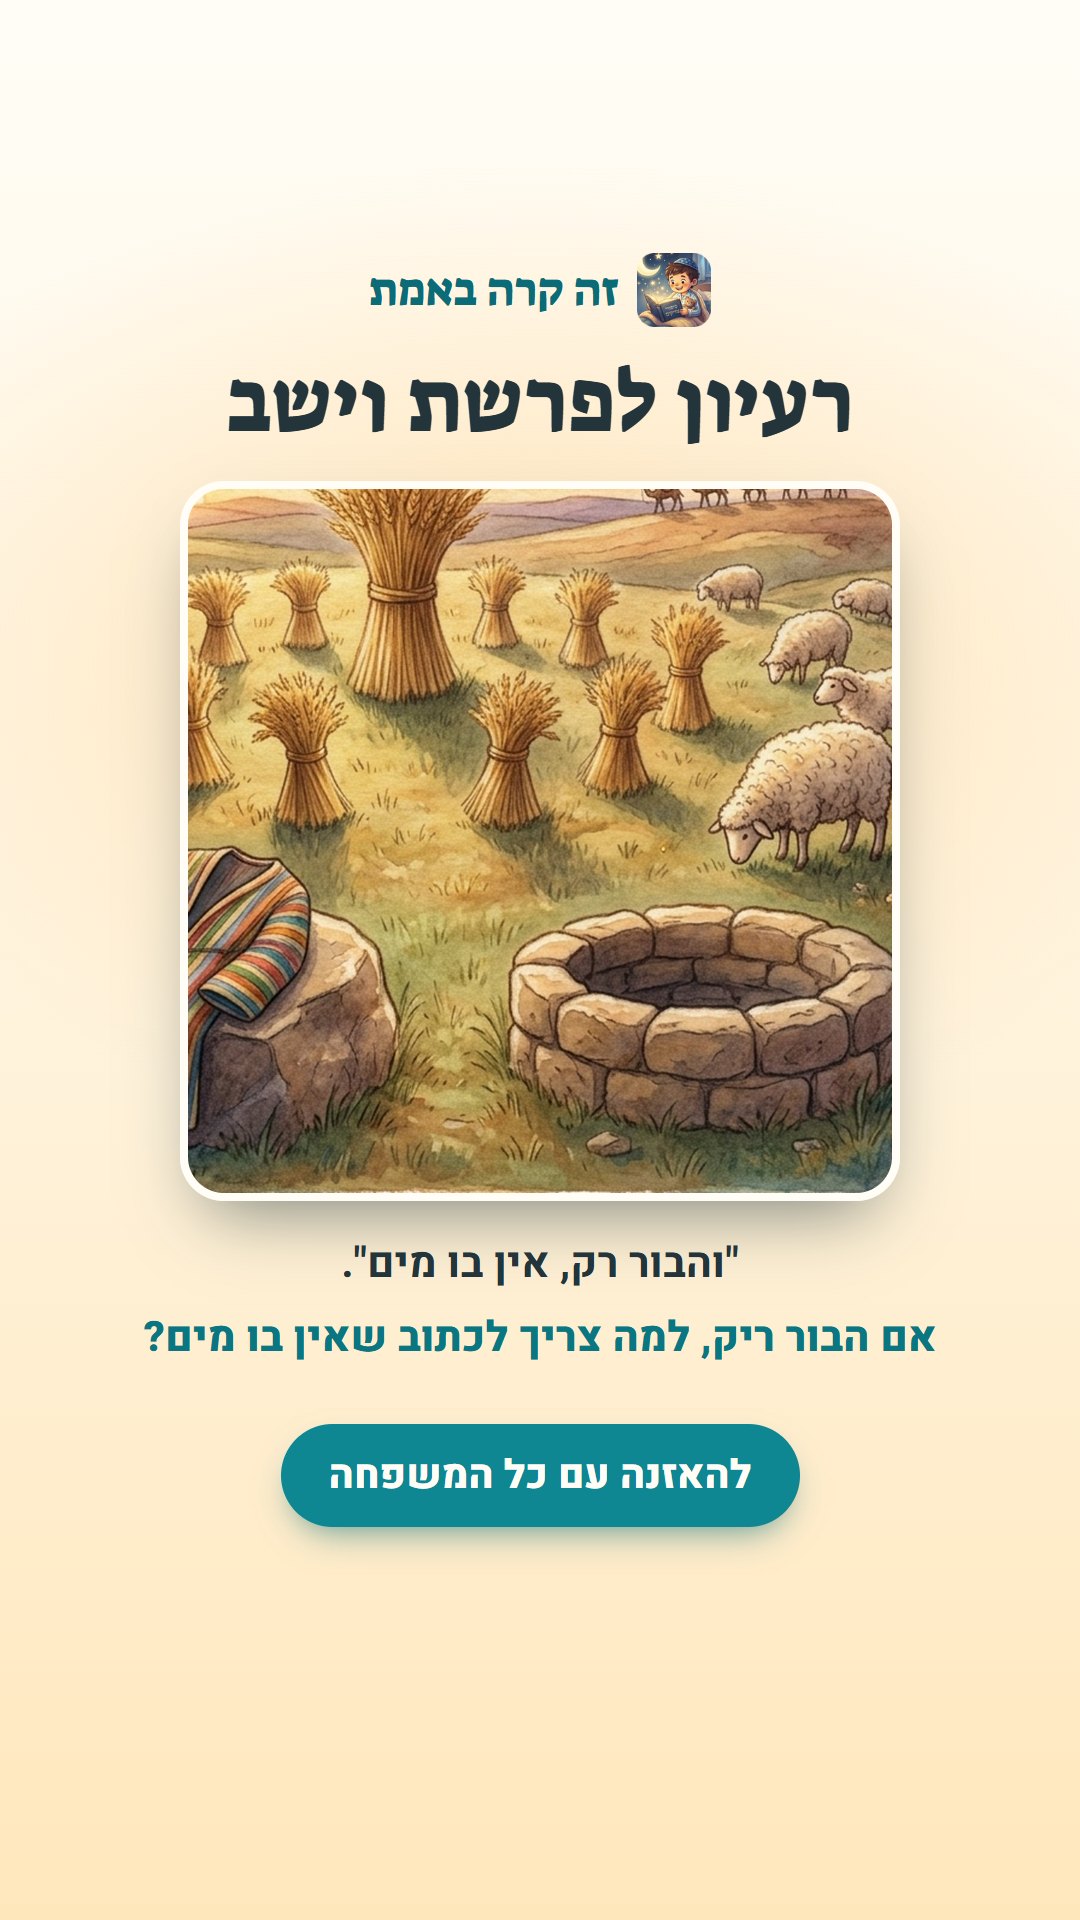 זה קרה באמת
רעיון לפרשת וישב
"והבור רק, אין בו מים".
אם הבור ריק, למה צריך לכתוב שאין בו מים?
להאזנה עם כל המשפחה